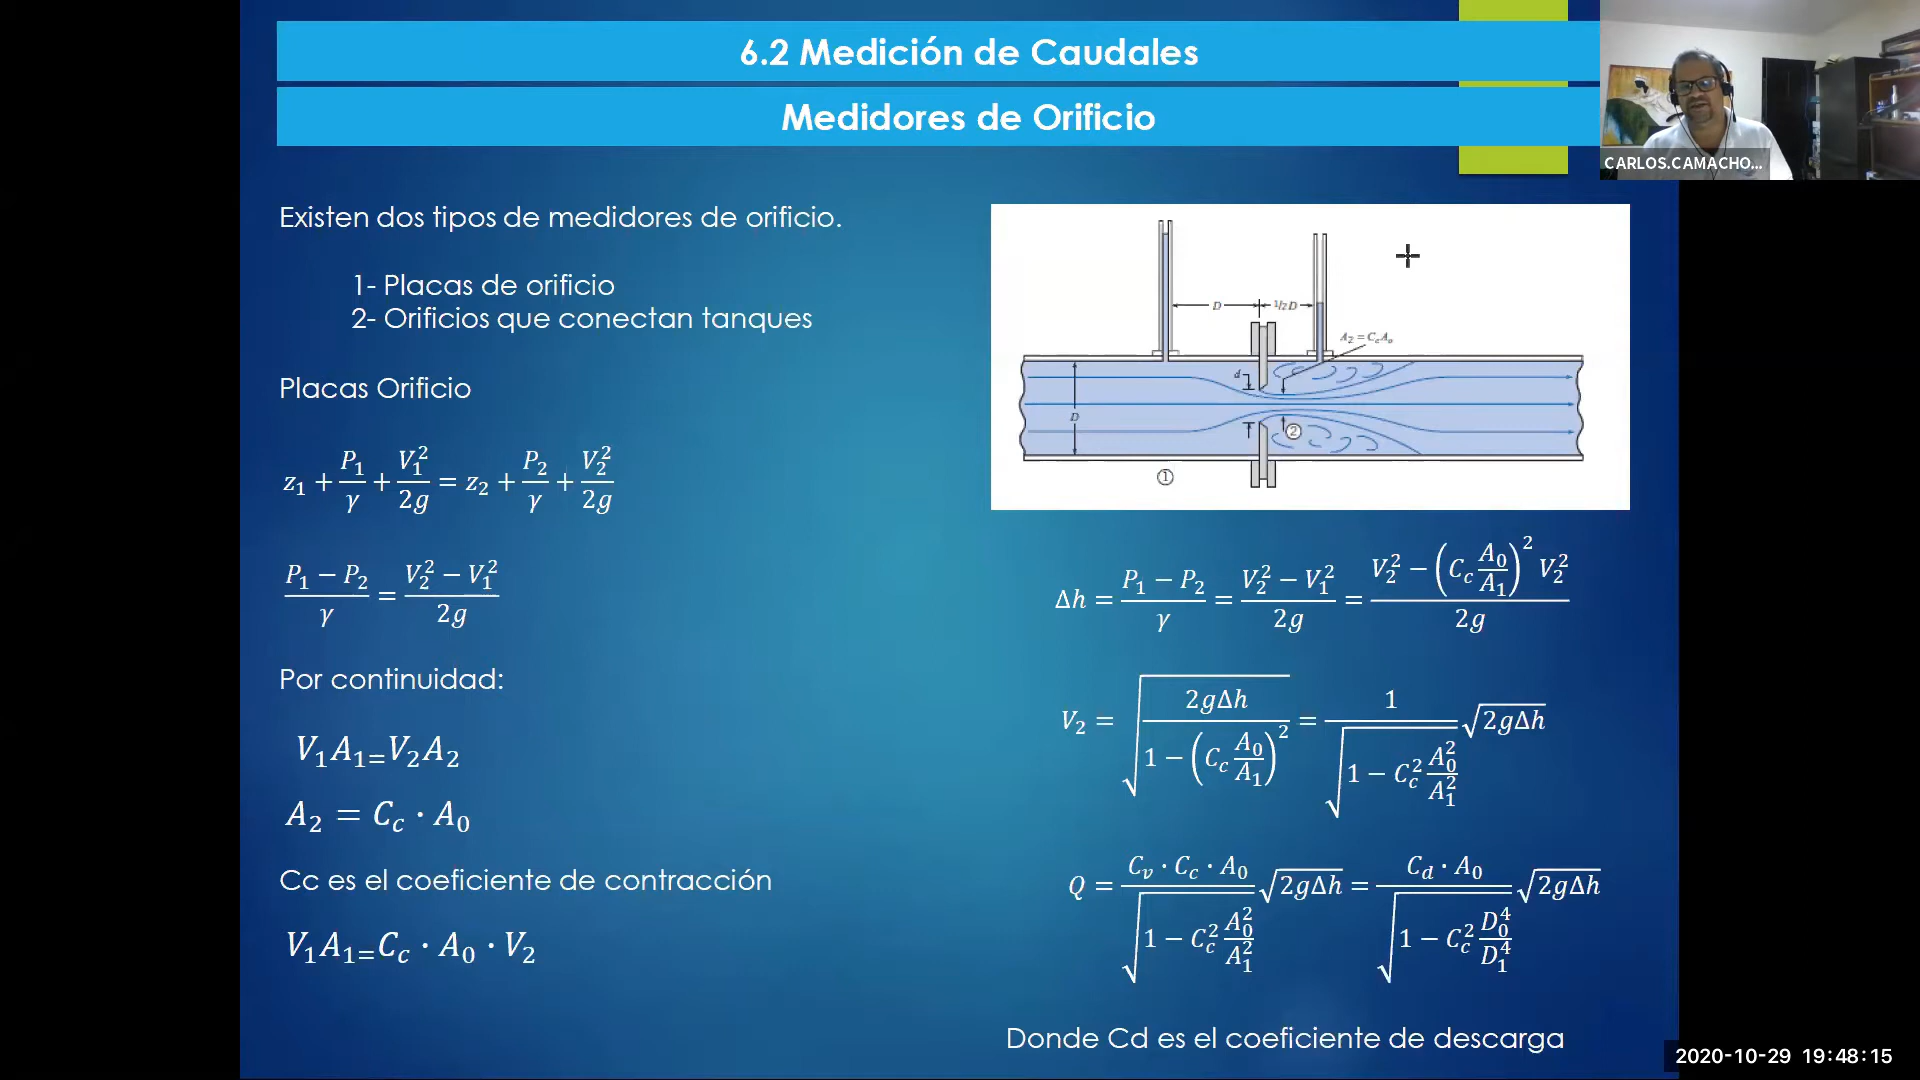 6.2 Medición de Caudales
Medidores de Orificio
CARLOS.CAMACHO...
Existen dos tipos de medidores de orificio.
1- Placas de orificio
2- Orificios que conectan tanques
Placas Orificio
z₁ + P₁/γ + V₁²/2g = z₂ + P₂/γ + V₂²/2g
(P₁ − P₂)/γ = (V₂² − V₁²)/2g
Por continuidad:
V₁A₁₌V₂A₂
A₂ = C_c · A₀
Cc es el coeficiente de contracción
V₁A₁₌C_c · A₀ · V₂
D
1/2 D
A₂ = C_c A_o
d
D
②
①
Δh = (P₁ − P₂)/γ = (V₂² − V₁²)/2g = (V₂² − (C_c A₀/A₁)² V₂²)/2g
V₂ = √(2gΔh/(1 − (C_c A₀/A₁)²)) = 1/√(1 − C_c² A₀²/A₁²) √(2gΔh)
Q = (C_v · C_c · A₀)/√(1 − C_c² A₀²/A₁²) √(2gΔh) = (C_d · A₀)/√(1 − C_c² D₀⁴/D₁⁴) √(2gΔh)
Donde Cd es el coeficiente de descarga
2020-10-29 19:48:15